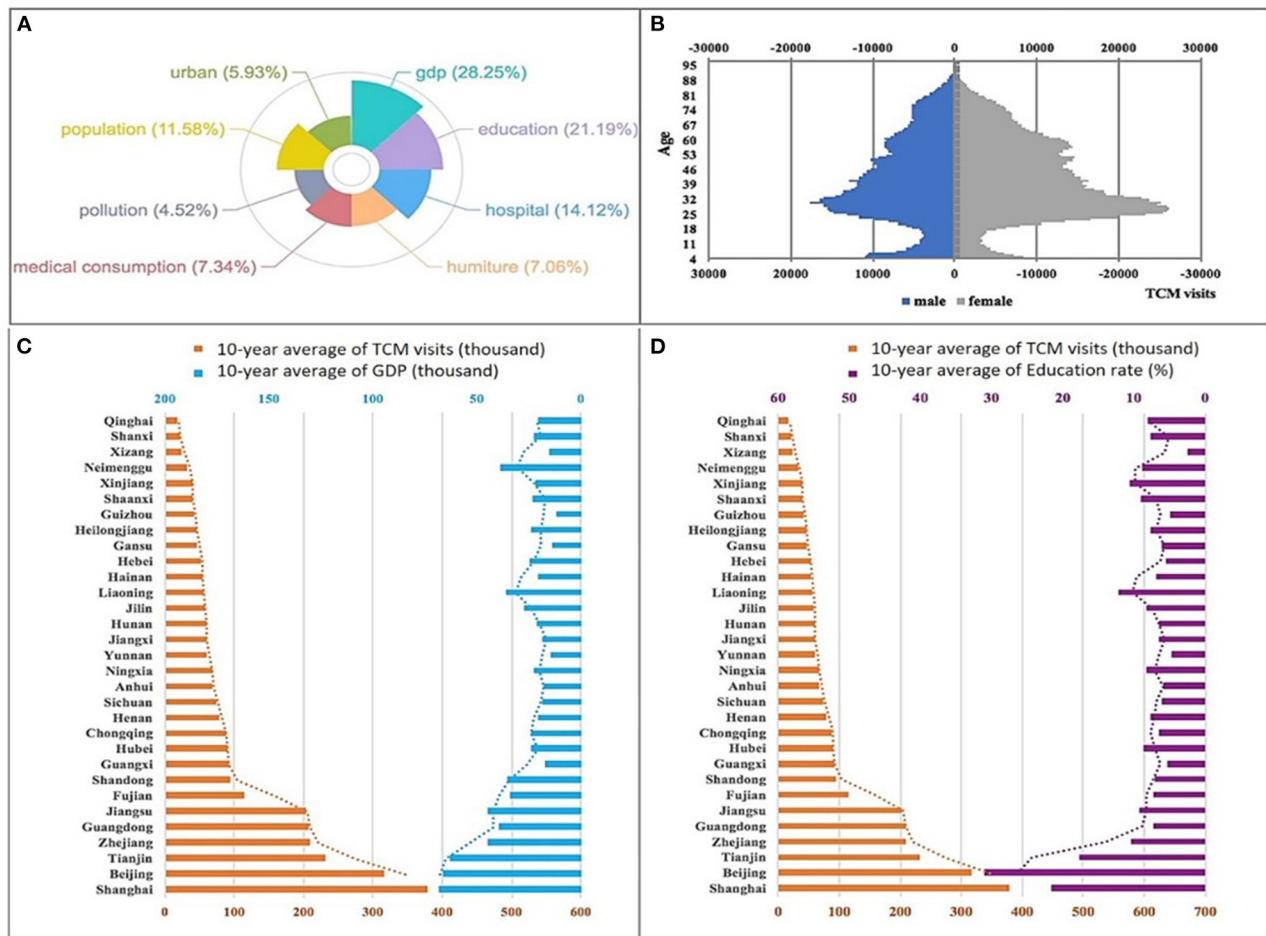 A
urban (5.93%)
gdp (28.25%)
population (11.58%)
education (21.19%)
pollution (4.52%)
hospital (14.12%)
medical consumption (7.34%)
humiture (7.06%)
B
-30000 -20000 -10000 0 10000 20000 30000
Age
95
88
81
74
67
60
53
46
39
32
25
18
11
4
30000 20000 10000 0 -10000 -20000 -30000
TCM visits
male female
C
10-year average of TCM visits (thousand)
10-year average of GDP (thousand)
200 150 100 50 0
Qinghai
Shanxi
Xizang
Neimenggu
Xinjiang
Shaanxi
Guizhou
Heilongjiang
Gansu
Hebei
Hainan
Liaoning
Jilin
Hunan
Jiangxi
Yunnan
Ningxia
Anhui
Sichuan
Henan
Chongqing
Hubei
Guangxi
Shandong
Fujian
Jiangsu
Guangdong
Zhejiang
Tianjin
Beijing
Shanghai
0 100 200 300 400 500 600
D
10-year average of TCM visits (thousand)
10-year average of Education rate (%)
60 50 40 30 20 10 0
Qinghai
Shanxi
Xizang
Neimenggu
Xinjiang
Shaanxi
Guizhou
Heilongjiang
Gansu
Hebei
Hainan
Liaoning
Jilin
Hunan
Jiangxi
Yunnan
Ningxia
Anhui
Sichuan
Henan
Chongqing
Hubei
Guangxi
Shandong
Fujian
Jiangsu
Guangdong
Zhejiang
Tianjin
Beijing
Shanghai
0 100 200 300 400 500 600 700